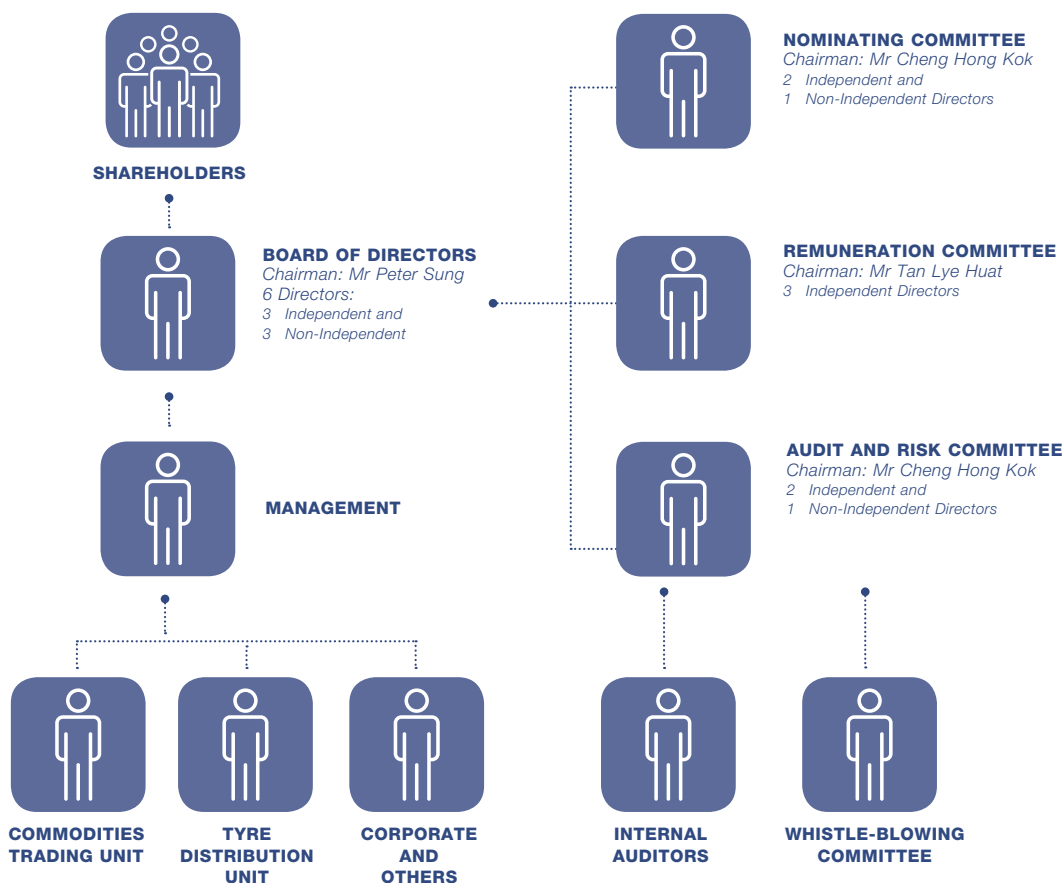 SHAREHOLDERS
BOARD OF DIRECTORS
Chairman: Mr Peter Sung
6 Directors:
3 Independent and
3 Non-Independent
MANAGEMENT
COMMODITIES
TRADING UNIT
TYRE
DISTRIBUTION
UNIT
CORPORATE
AND
OTHERS
NOMINATING COMMITTEE
Chairman: Mr Cheng Hong Kok
2 Independent and
1 Non-Independent Directors
REMUNERATION COMMITTEE
Chairman: Mr Tan Lye Huat
3 Independent Directors
AUDIT AND RISK COMMITTEE
Chairman: Mr Cheng Hong Kok
2 Independent and
1 Non-Independent Directors
INTERNAL
AUDITORS
WHISTLE-BLOWING
COMMITTEE